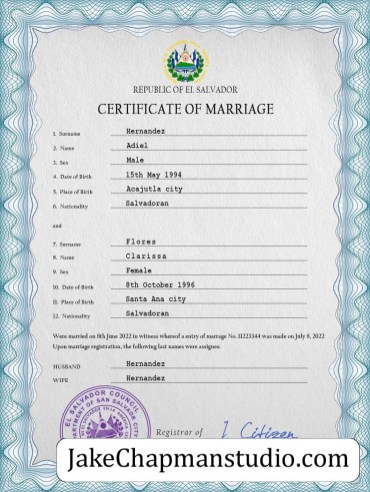 REPUBLIC OF EL SALVADOR
CERTIFICATE OF MARRIAGE
1. Surname Hernandez
2. Name Adiel
3. Sex Male
4. Date of Birth 15th May 1994
5. Place of Birth Acajutla city
6. Nationality Salvadoran
and
7. Surname Flores
8. Name Clarissa
9. Sex Female
10. Date of Birth 8th October 1996
11. Place of Birth Santa Ana city
12. Nationality Salvadoran
Were married on 8th June 2022 in witness whereof a entry of marrage No. 11223344 was made on July 8, 2022
Upon marriage registration, the following last names were assignes:
HUSBAND Hernandez
WIFE Hernandez
EL SALVADOR COUNCIL
DEPARTMENT OF SAN SALVADOR CITY
Registrar of
I Citizen
JakeChapmanstudio.com